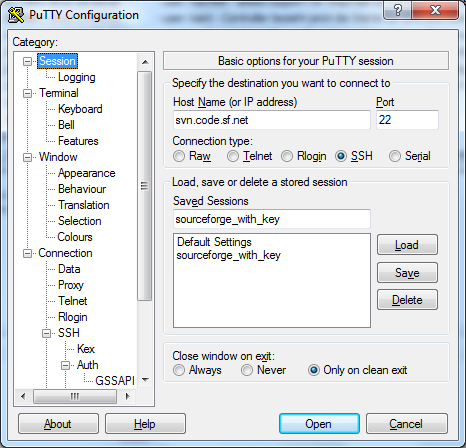 PuTTY Configuration
Category:
Session
Logging
Terminal
Keyboard
Bell
Features
Window
Appearance
Behaviour
Translation
Selection
Colours
Connection
Data
Proxy
Telnet
Rlogin
SSH
Kex
Auth
GSSAPI
Basic options for your PuTTY session
Specify the destination you want to connect to
Host Name (or IP address) Port
svn.code.sf.net 22
Connection type:
Raw Telnet Rlogin SSH Serial
Load, save or delete a stored session
Saved Sessions
sourceforge_with_key
Default Settings
sourceforge_with_key
Load
Save
Delete
Close window on exit:
Always Never Only on clean exit
About Help Open Cancel